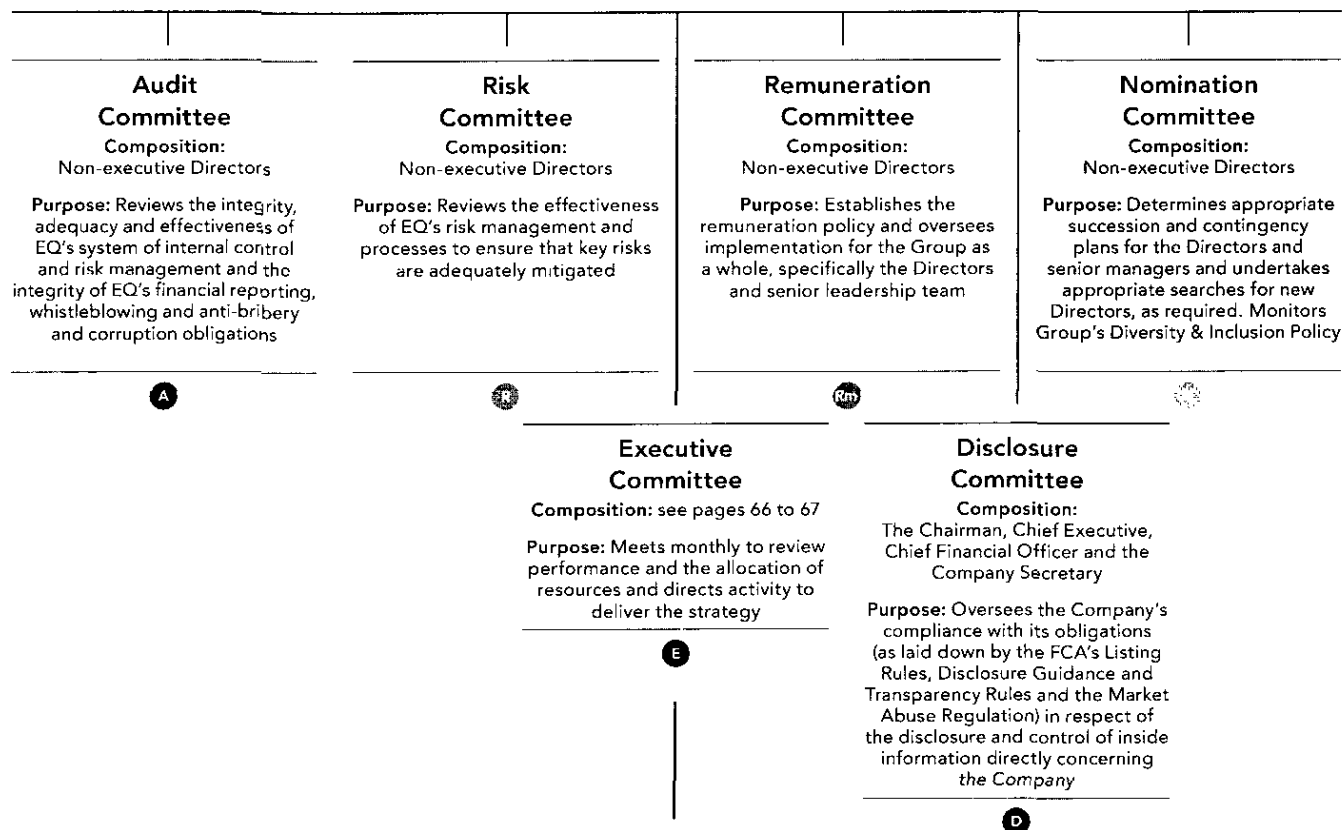 Audit
Committee
Composition:
Non-executive Directors
Purpose: Reviews the integrity,
adequacy and effectiveness of
EQ's system of internal control
and risk management and the
integrity of EQ's financial reporting,
whistleblowing and anti-bribery
and corruption obligations
A
Risk
Committee
Composition:
Non-executive Directors
Purpose: Reviews the effectiveness
of EQ's risk management and
processes to ensure that key risks
are adequately mitigated
R
Remuneration
Committee
Composition:
Non-executive Directors
Purpose: Establishes the
remuneration policy and oversees
implementation for the Group as
a whole, specifically the Directors
and senior leadership team
Rm
Nomination
Committee
Composition:
Non-executive Directors
Purpose: Determines appropriate
succession and contingency
plans for the Directors and
senior managers and undertakes
appropriate searches for new
Directors, as required. Monitors
Group's Diversity & Inclusion Policy
Executive
Committee
Composition: see pages 66 to 67
Purpose: Meets monthly to review
performance and the allocation of
resources and directs activity to
deliver the strategy
E
Disclosure
Committee
Composition:
The Chairman, Chief Executive,
Chief Financial Officer and the
Company Secretary
Purpose: Oversees the Company's
compliance with its obligations
(as laid down by the FCA's Listing
Rules, Disclosure Guidance and
Transparency Rules and the Market
Abuse Regulation) in respect of
the disclosure and control of inside
information directly concerning
the Company
D